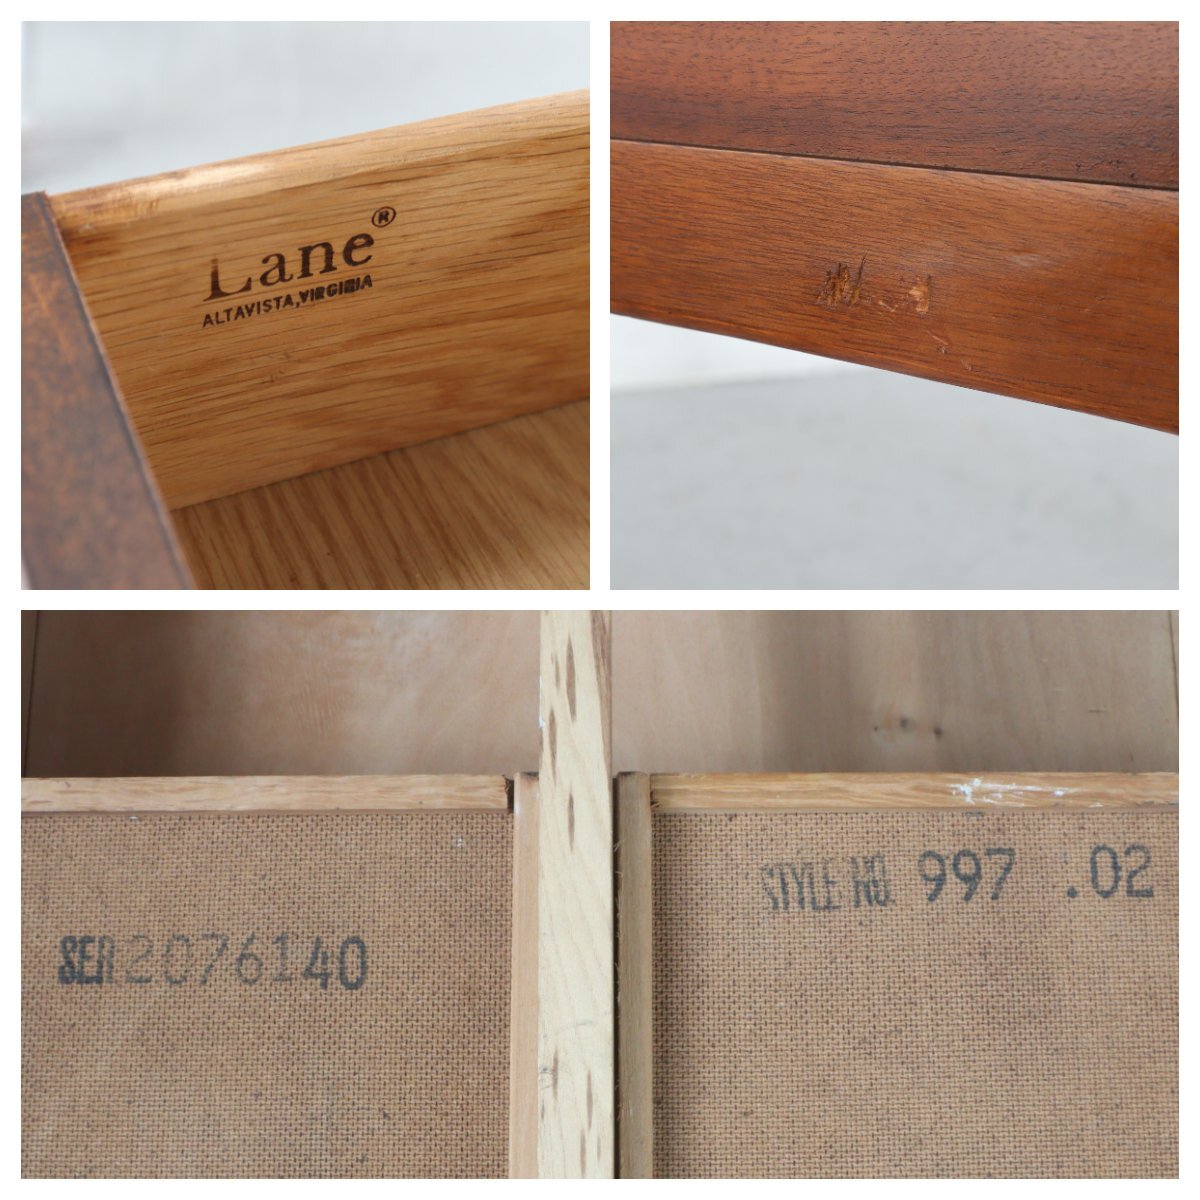 Lane®
ALTAVISTA, VIRGINIA
STYLE NO. 997 .02
SER 2076140